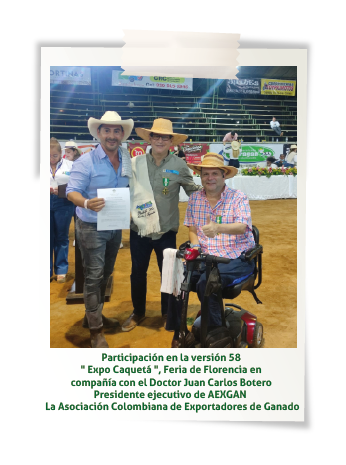 Participación en la versión 58
" Expo Caquetá ", Feria de Florencia en
compañía con el Doctor Juan Carlos Botero
Presidente ejecutivo de AEXGAN
La Asociación Colombiana de Exportadores de Ganado